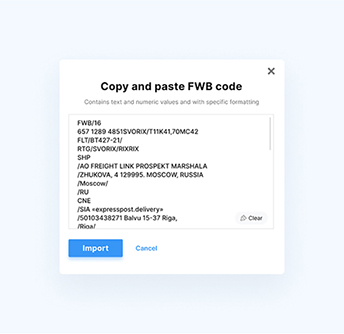 Copy and paste FWB code
Contains text and numeric values and with specific formatting
FWB/16
657 1289 4851SVORIX/T11K41,70MC42
FLT/BT427-21/
RTG/SVORIX/RIXRIX
SHP
/AO FREIGHT LINK PROSPEKT MARSHALA
/ZHUKOVA, 4 129995. MOSCOW, RUSSIA
/Moscow/
/RU
CNE
/SIA «expresspost.delivery»
/50103438271 Balvu 15-37 Riga,
/Riga/
Clear
Import
Cancel